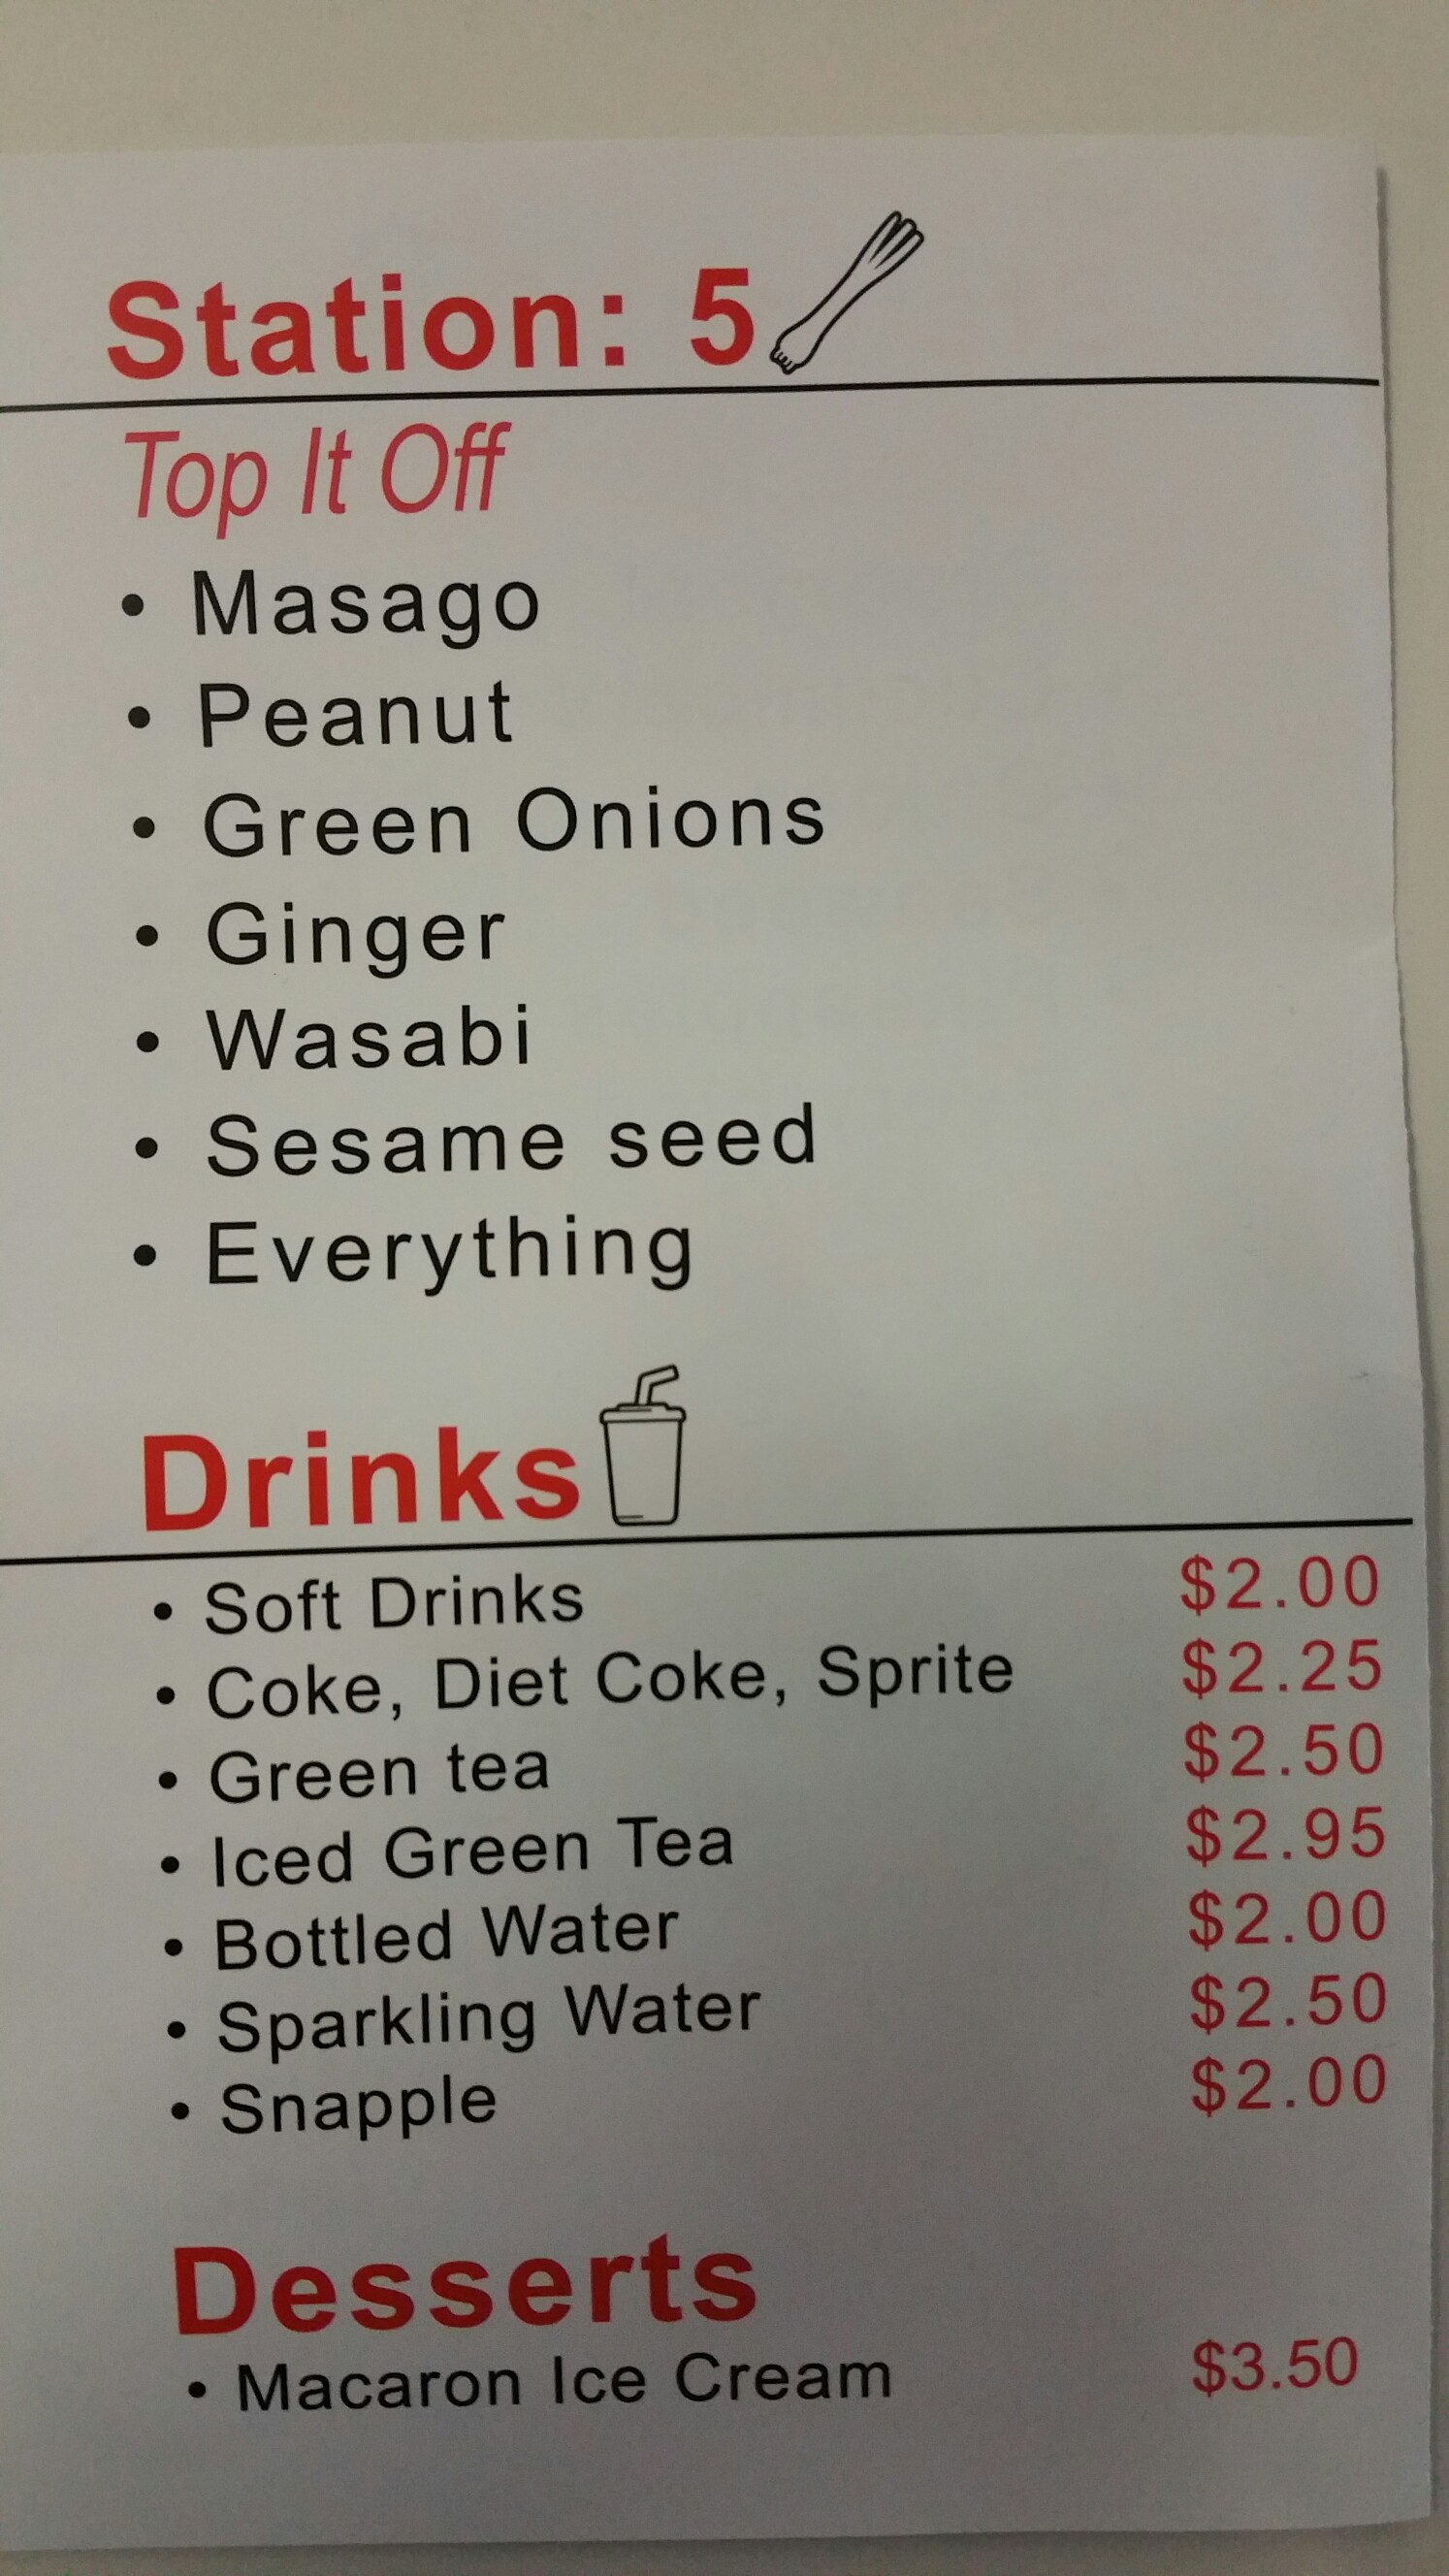 Station: 5
Top It Off
• Masago
• Peanut
• Green Onions
• Ginger
• Wasabi
• Sesame seed
• Everything
Drinks
• Soft Drinks $2.00
• Coke, Diet Coke, Sprite $2.25
• Green tea $2.50
• Iced Green Tea $2.95
• Bottled Water $2.00
• Sparkling Water $2.50
• Snapple $2.00
Desserts
• Macaron Ice Cream $3.50